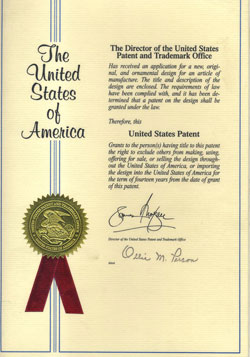 The
United
States
of
America
The Director of the United States
Patent and Trademark Office
Has received an application for a new, original, and ornamental design for an article of
manufacture. The title and description of the
design are enclosed. The requirements of law
have been complied with, and it has been determined that a patent on the design shall
be granted under the law.
Therefore, this
United States Patent
Grants to the person(s) having title to this patent
the right to exclude others from making, using,
offering for sale, or selling the design throughout the United States of America, or importing
the design into the United States of America for
the term of fourteen years from the date of grant
of this patent.
Director of the United States Patent and Trademark Office
Ollie M. Person
Attest